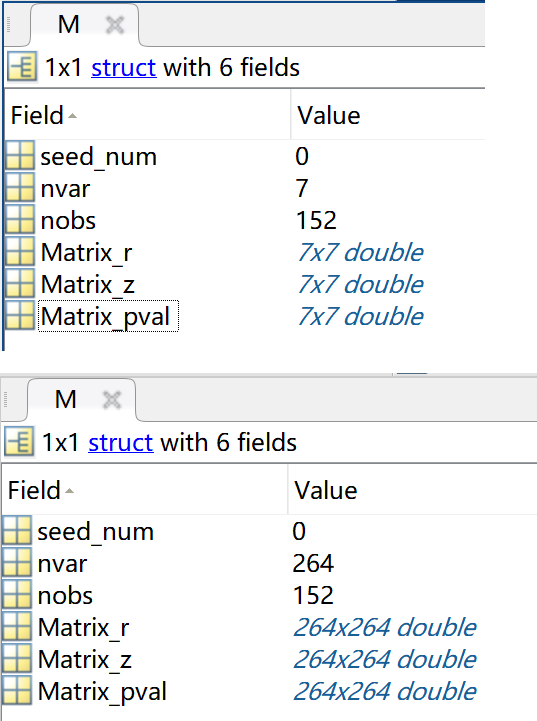 M
1x1 struct with 6 fields
Field Value
seed_num 0
nvar 7
nobs 152
Matrix_r 7x7 double
Matrix_z 7x7 double
Matrix_pval 7x7 double
M
1x1 struct with 6 fields
Field Value
seed_num 0
nvar 264
nobs 152
Matrix_r 264x264 double
Matrix_z 264x264 double
Matrix_pval 264x264 double